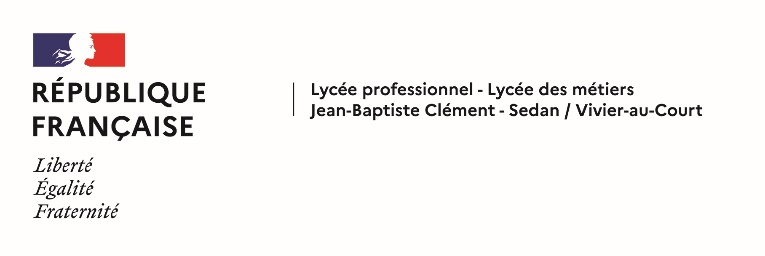 RÉPUBLIQUE
FRANÇAISE
Liberté
Égalité
Fraternité
Lycée professionnel - Lycée des métiers
Jean-Baptiste Clément - Sedan / Vivier-au-Court